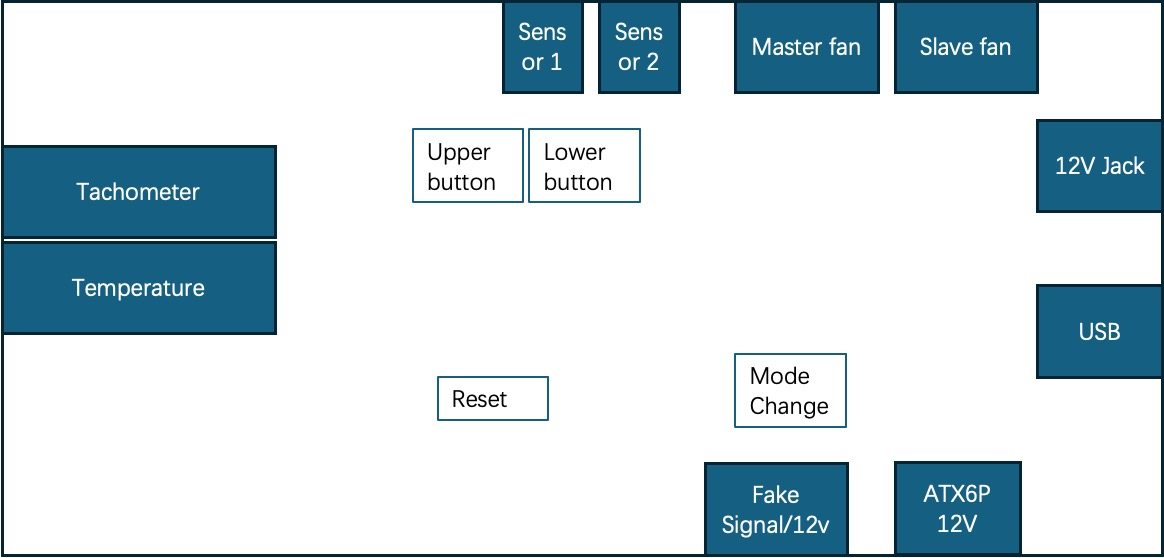 Sens
or 1
Sens
or 2
Master fan
Slave fan
Upper
button
Lower
button
12V Jack
Tachometer
Temperature
USB
Reset
Mode
Change
Fake
Signal/12v
ATX6P
12V